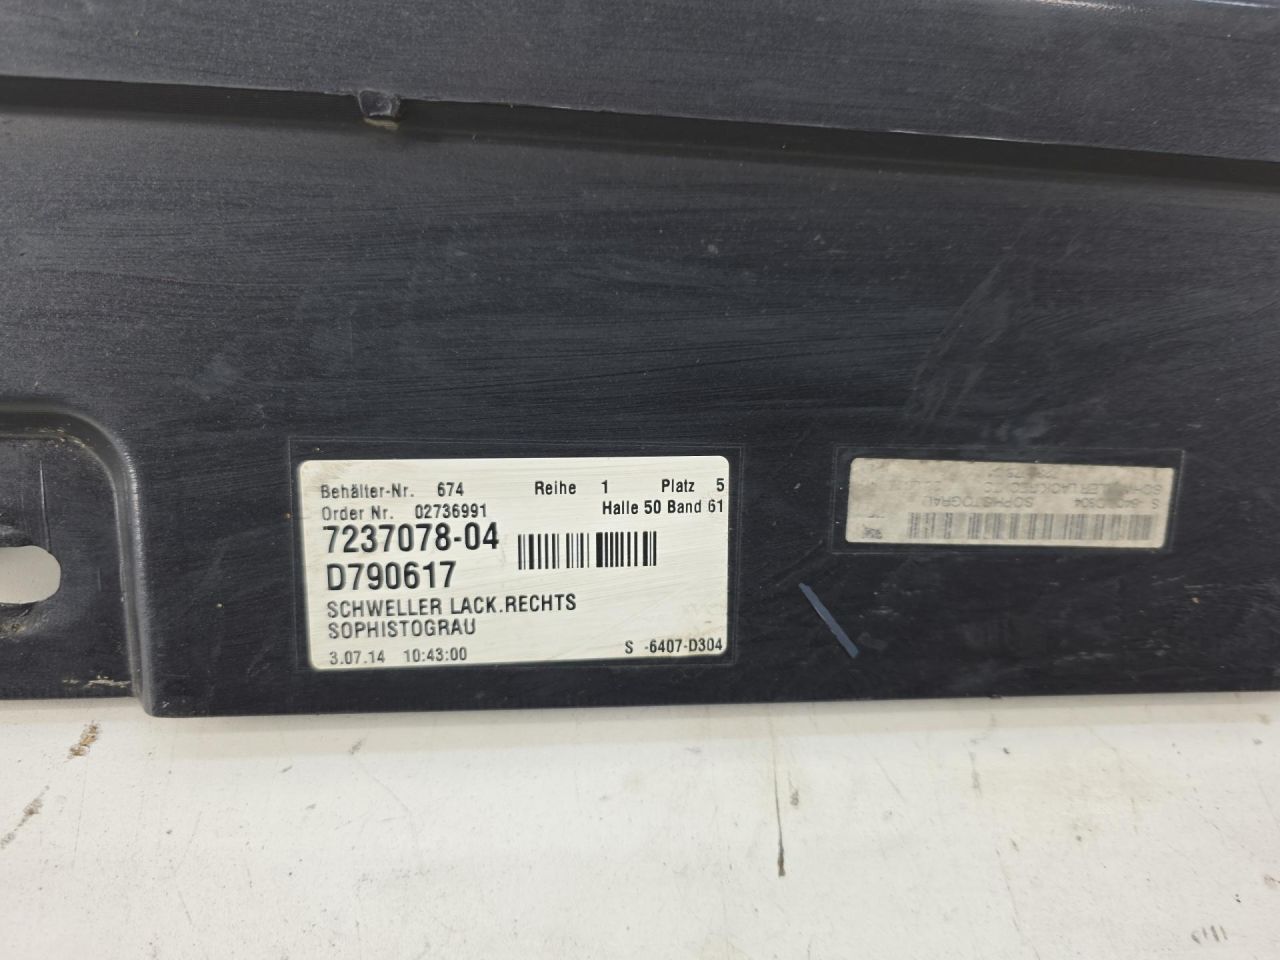 Behälter-Nr. 674 Reihe 1 Platz 5
Order Nr. 02736991 Halle 50 Band 61
7237078-04
D790617
SCHWELLER LACK.RECHTS
SOPHISTOGRAU
3.07.14 10:43:00 S -6407-D304
SOPHISTOGRAU